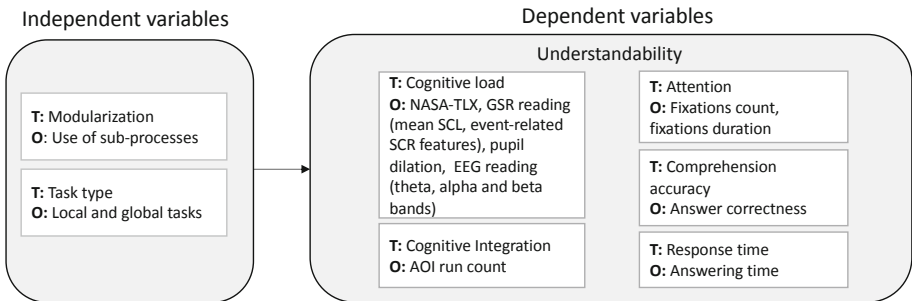 Independent variables
T: Modularization
O: Use of sub-processes
T: Task type
O: Local and global tasks
Dependent variables
Understandability
T: Cognitive load
O: NASA-TLX, GSR reading
(mean SCL, event-related
SCR features), pupil
dilation, EEG reading
(theta, alpha and beta
bands)
T: Cognitive Integration
O: AOI run count
T: Attention
O: Fixations count,
fixations duration
T: Comprehension
accuracy
O: Answer correctness
T: Response time
O: Answering time